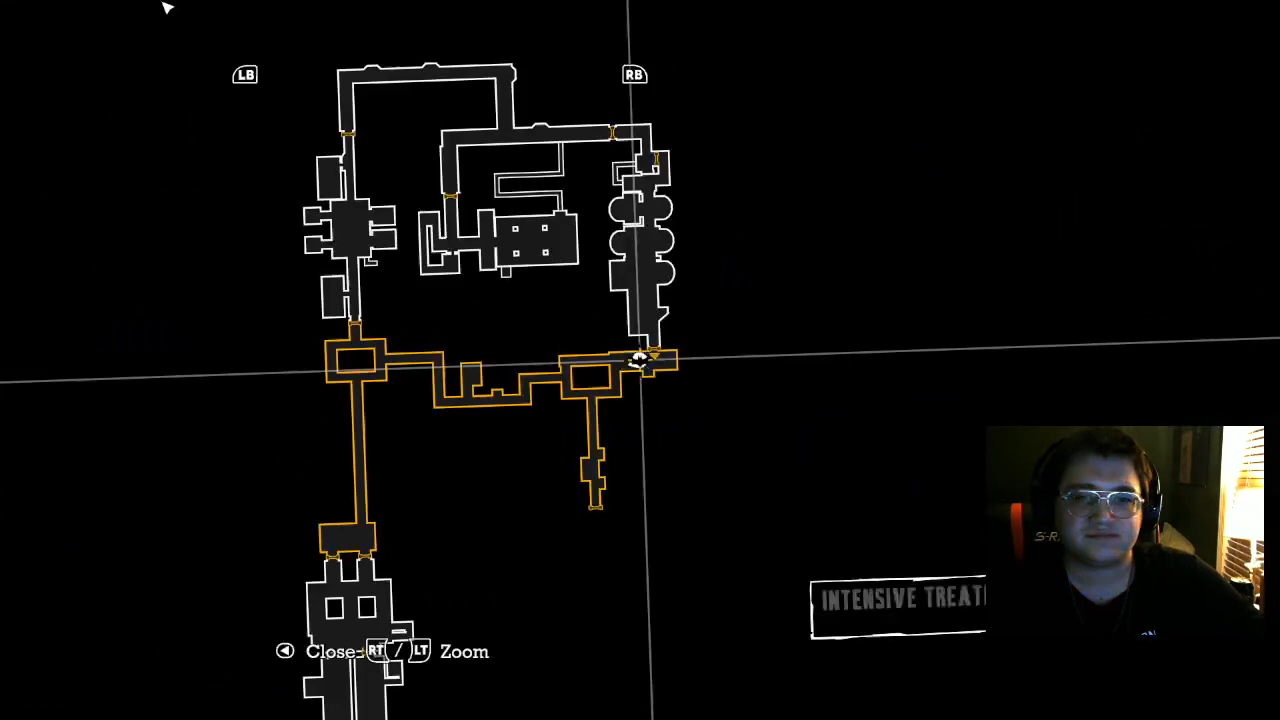 LB
RB
INTENSIVE TREAT
Close
RT / LT Zoom